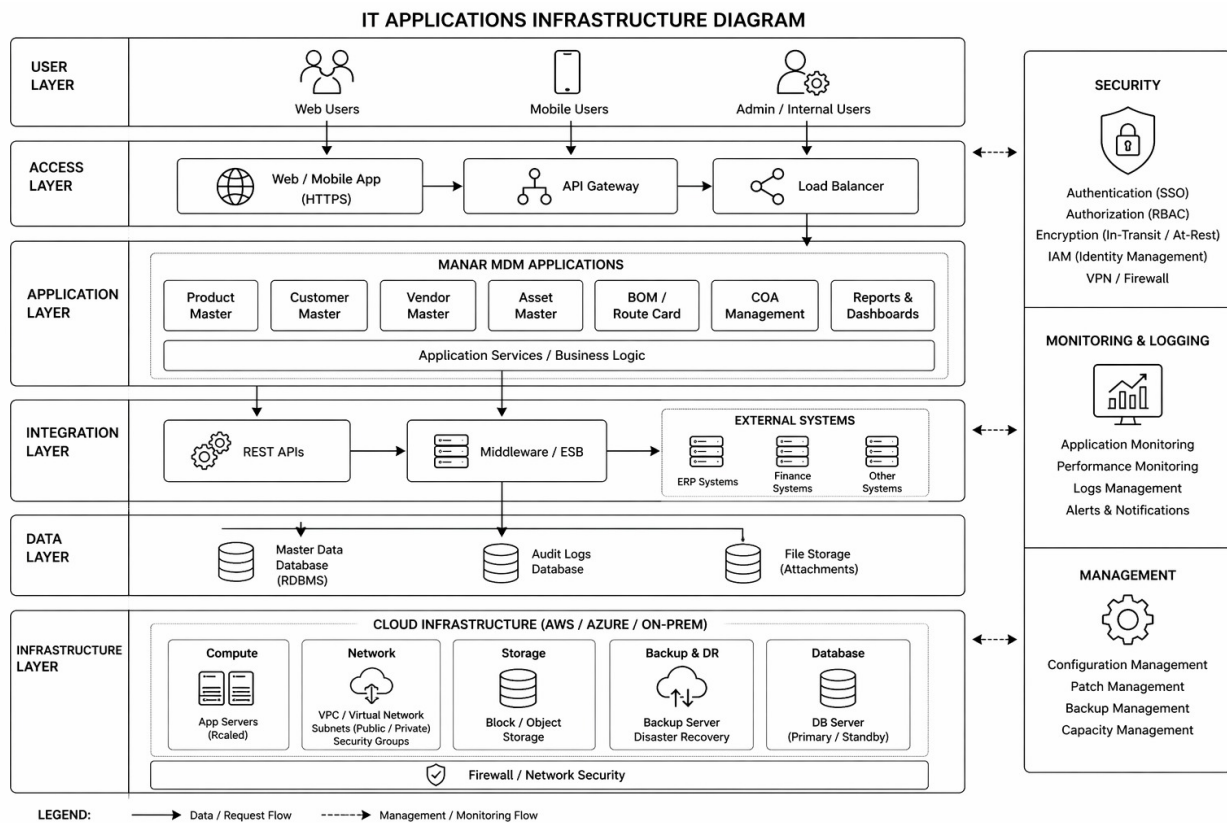 IT APPLICATIONS INFRASTRUCTURE DIAGRAM
USER
LAYER
Web Users
Mobile Users
Admin / Internal Users
ACCESS
LAYER
Web / Mobile App
(HTTPS)
API Gateway
Load Balancer
APPLICATION
LAYER
MANAR MDM APPLICATIONS
Product
Master
Customer
Master
Vendor
Master
Asset
Master
BOM /
Route Card
COA
Management
Reports &
Dashboards
Application Services / Business Logic
INTEGRATION
LAYER
REST APIs
Middleware / ESB
EXTERNAL SYSTEMS
ERP Systems
Finance
Systems
Other
Systems
DATA
LAYER
Master Data
Database
(RDBMS)
Audit Logs
Database
File Storage
(Attachments)
INFRASTRUCTURE
LAYER
CLOUD INFRASTRUCTURE (AWS / AZURE / ON-PREM)
Compute
App Servers
(Rcaled)
Network
VPC / Virtual Network
Subnets (Public / Private)
Security Groups
Storage
Block / Object
Storage
Backup & DR
Backup Server
Disaster Recovery
Database
DB Server
(Primary / Standby)
Firewall / Network Security
SECURITY
Authentication (SSO)
Authorization (RBAC)
Encryption (In-Transit / At-Rest)
IAM (Identity Management)
VPN / Firewall
MONITORING & LOGGING
Application Monitoring
Performance Monitoring
Logs Management
Alerts & Notifications
MANAGEMENT
Configuration Management
Patch Management
Backup Management
Capacity Management
LEGEND:
Data / Request Flow
Management / Monitoring Flow